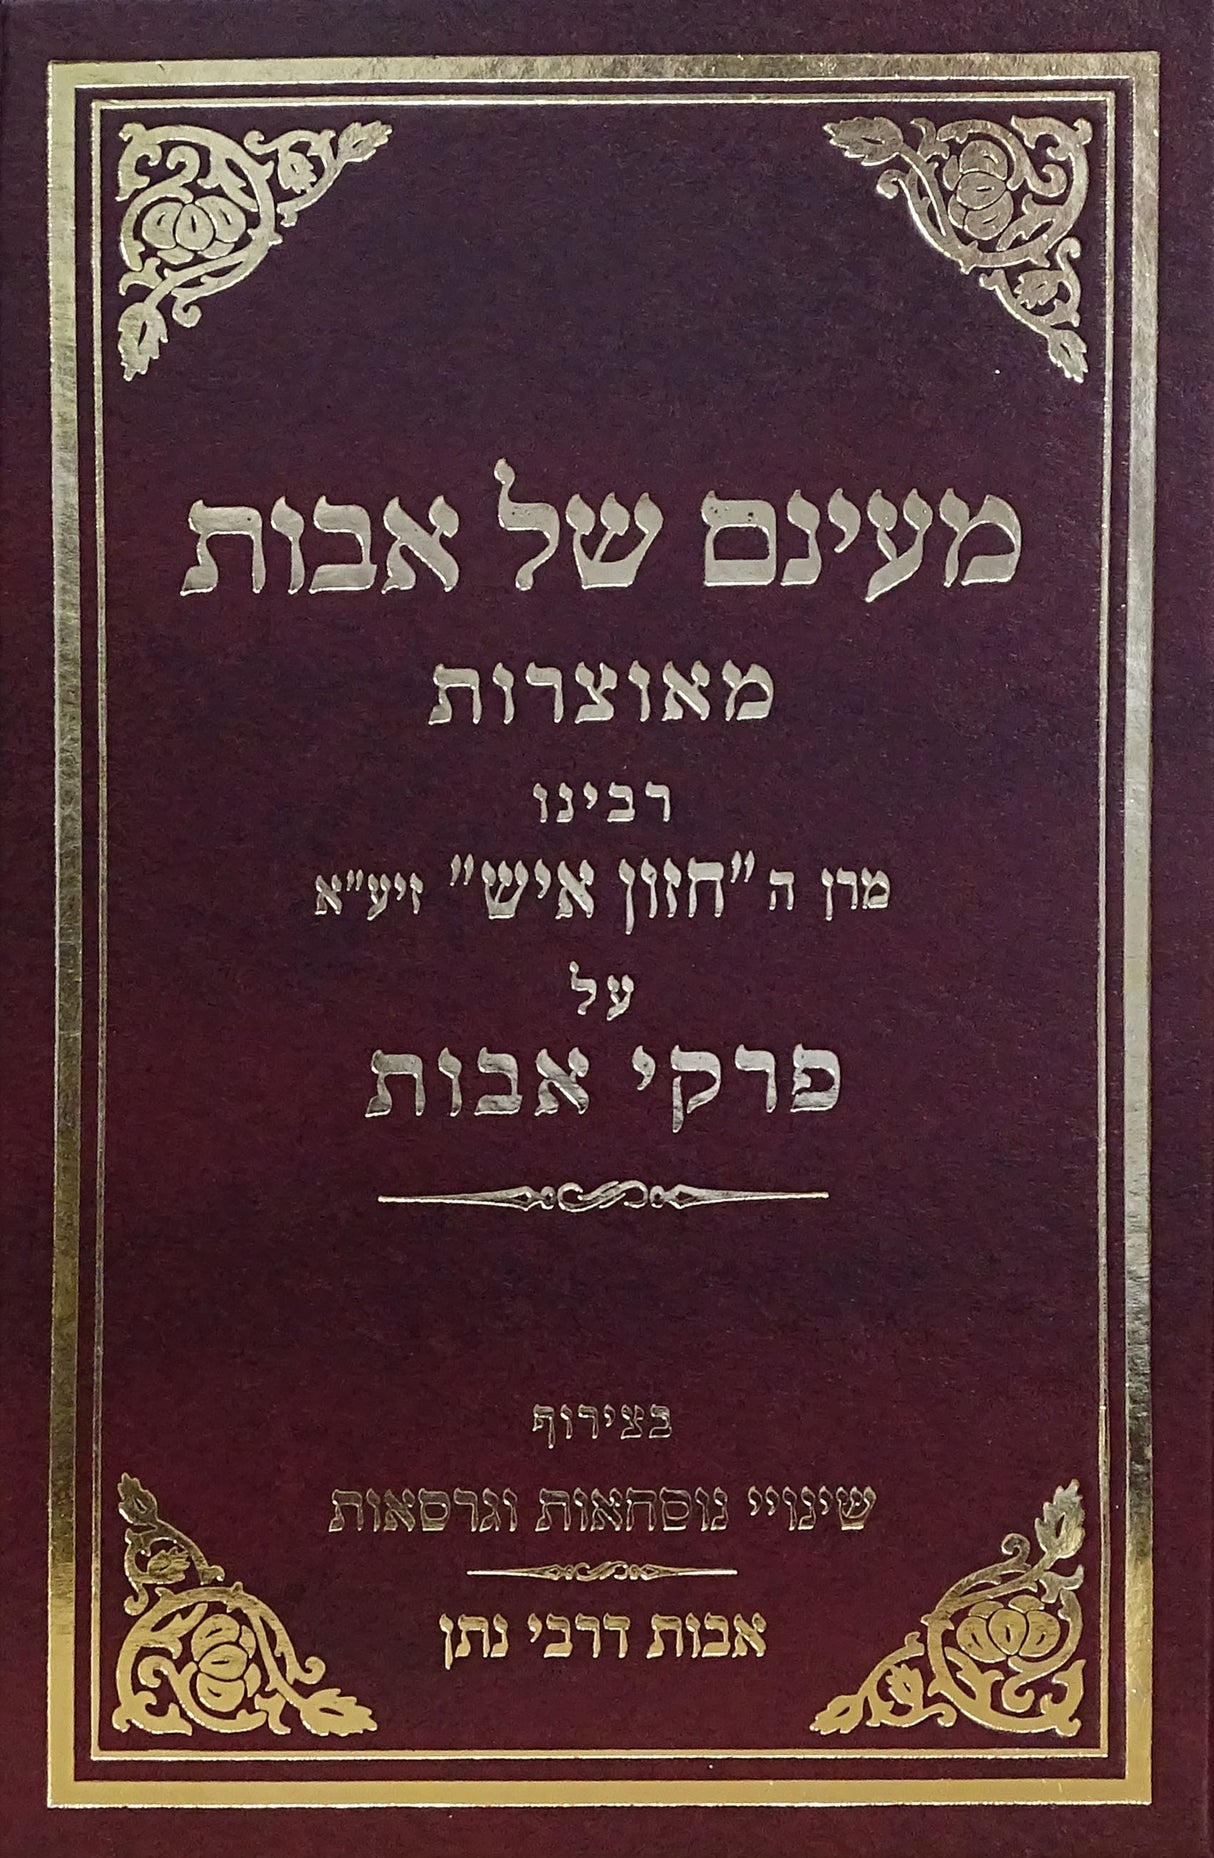 מעינם של אבות
מאוצרות
רבינו
מרן ה"חזון איש" זיע"א
על
פרקי אבות
בצירוף
שינויי נוסחאות וגרסאות
אבות דרבי נתן